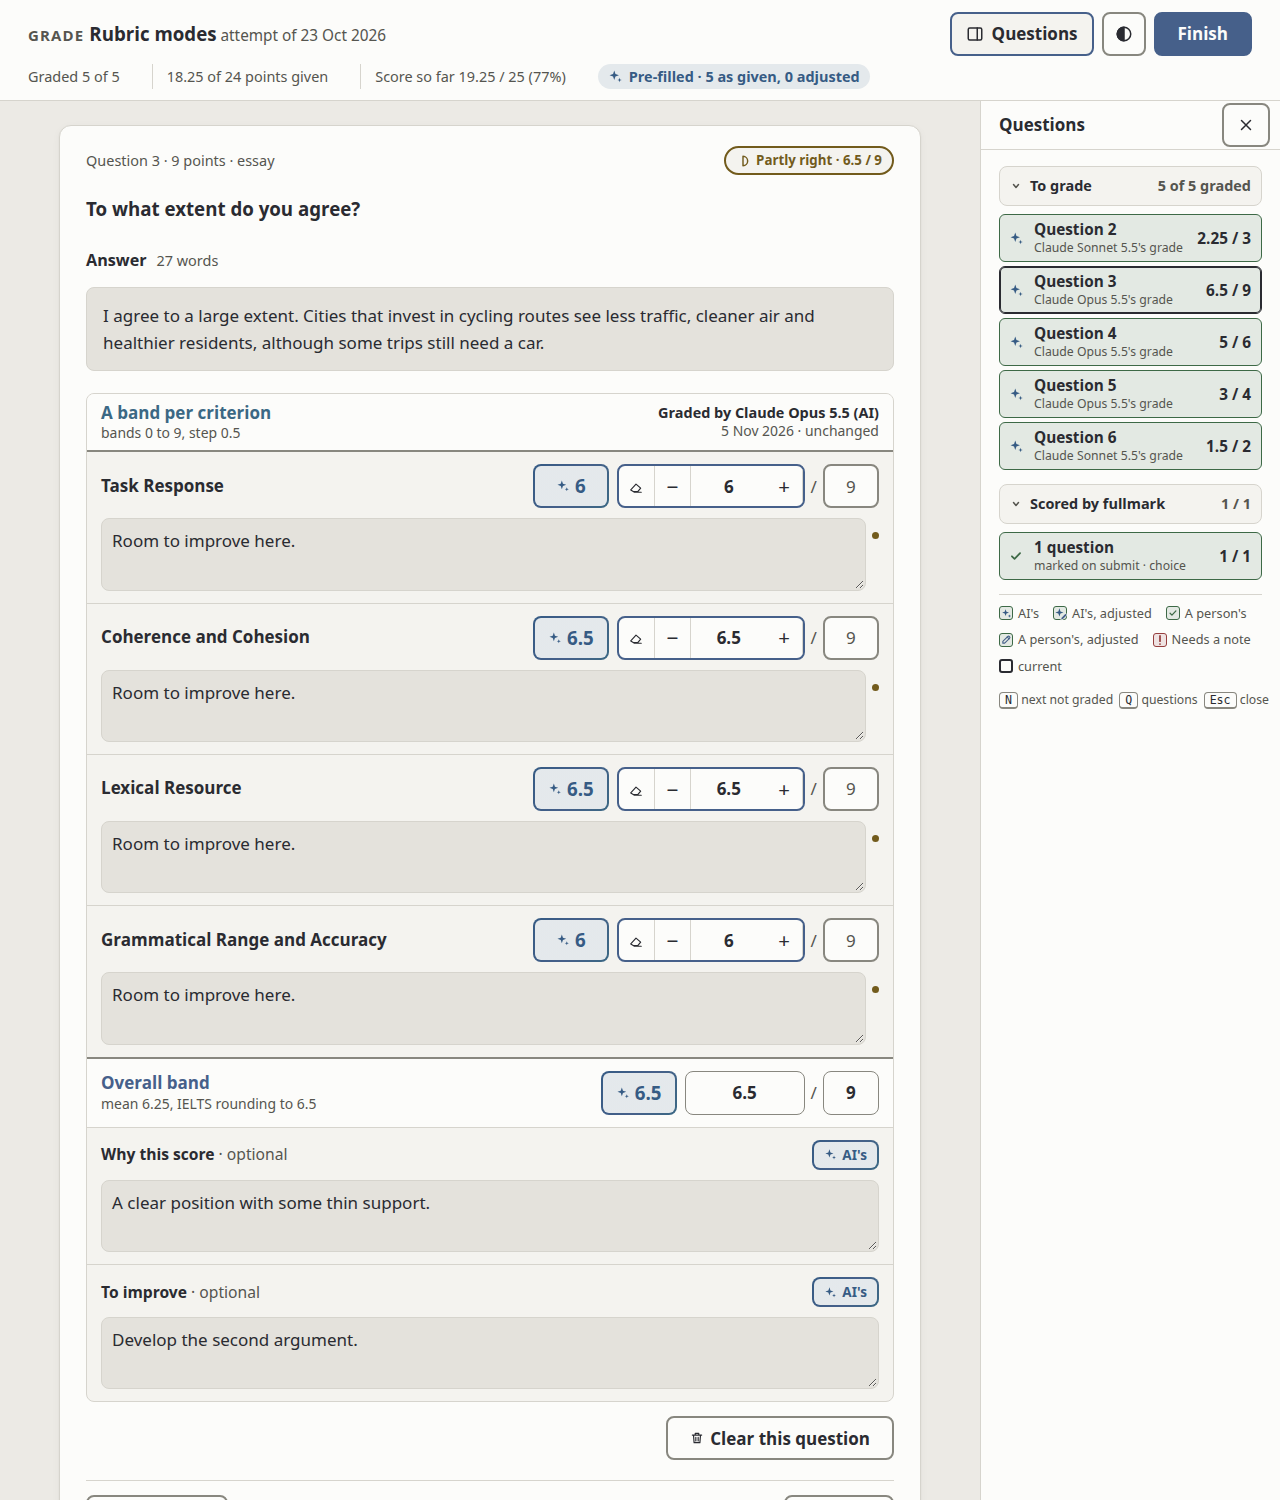 GRADE Rubric modes attempt of 23 Oct 2026
Questions
Finish
Graded 5 of 5
18.25 of 24 points given
Score so far 19.25 / 25 (77%)
Pre-filled · 5 as given, 0 adjusted
Question 3 · 9 points · essay
Partly right · 6.5 / 9
To what extent do you agree?
Answer 27 words
I agree to a large extent. Cities that invest in cycling routes see less traffic, cleaner air and
healthier residents, although some trips still need a car.
A band per criterion
bands 0 to 9, step 0.5
Graded by Claude Opus 5.5 (AI)
5 Nov 2026 · unchanged
Task Response
6
− 6 + / 9
Room to improve here.
Coherence and Cohesion
6.5
− 6.5 + / 9
Room to improve here.
Lexical Resource
6.5
− 6.5 + / 9
Room to improve here.
Grammatical Range and Accuracy
6
− 6 + / 9
Room to improve here.
Overall band
mean 6.25, IELTS rounding to 6.5
6.5
6.5 / 9
Why this score · optional
AI's
A clear position with some thin support.
To improve · optional
AI's
Develop the second argument.
Clear this question
Questions
To grade
5 of 5 graded
Question 2
Claude Sonnet 5.5's grade
2.25 / 3
Question 3
Claude Opus 5.5's grade
6.5 / 9
Question 4
Claude Opus 5.5's grade
5 / 6
Question 5
Claude Opus 5.5's grade
3 / 4
Question 6
Claude Sonnet 5.5's grade
1.5 / 2
Scored by fullmark
1 / 1
1 question
marked on submit · choice
1 / 1
AI's
AI's, adjusted
A person's
A person's, adjusted
Needs a note
current
N next not graded Q questions Esc close